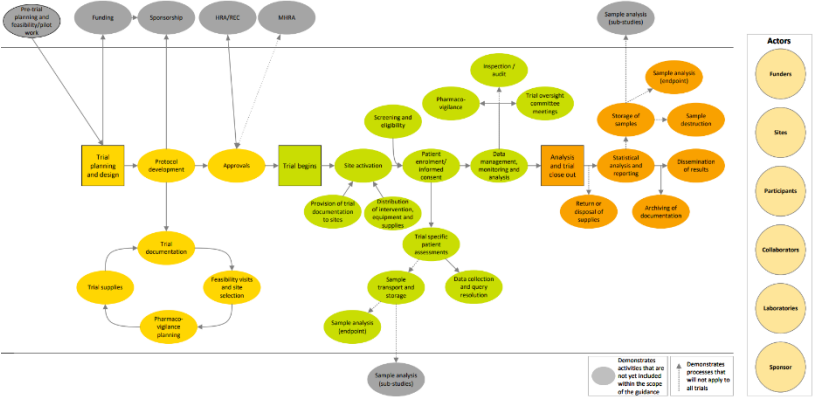 Pre-trial
planning and
feasibility/pilot
work
Funding
Sponsorship
HRA/REC
MHRA
Sample analysis
(sub-studies)
Actors
Funders
Sites
Participants
Collaborators
Laboratories
Sponsor
Inspection /
audit
Pharmaco-
vigilance
Trial oversight
committee
meetings
Sample analysis
(endpoint)
Screening and
eligibility
Storage of
samples
Sample
destruction
Trial
planning
and design
Protocol
development
Approvals
Trial begins
Site activation
Patient
enrolment/
informed
consent
Data
management,
monitoring and
analysis
Analysis
and trial
close out
Statistical
analysis and
reporting
Dissemination
of results
Provision of trial
documentation
to sites
Distribution
of intervention,
equipment and
supplies
Return or
disposal of
supplies
Archiving of
documentation
Trial
documentation
Trial specific
patient
assessments
Trial supplies
Feasibility visits
and site
selection
Sample
transport and
storage
Data collection
and query
resolution
Pharmaco-
vigilance
planning
Sample analysis
(endpoint)
Sample analysis
(sub-studies)
Demonstrates
activities that are
not yet included
within the scope
of the guidance
Demonstrates
processes that
will not apply to
all trials